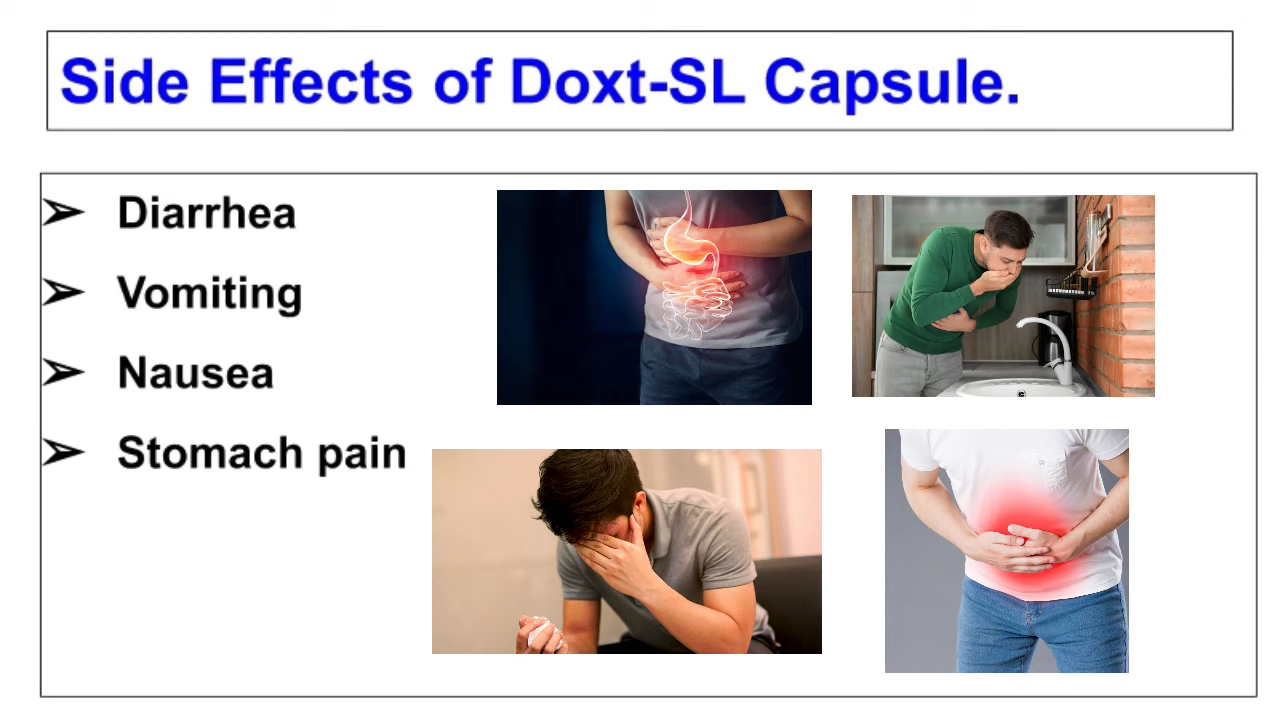 Side Effects of Doxt-SL Capsule.
➢ Diarrhea
➢ Vomiting
➢ Nausea
➢ Stomach pain